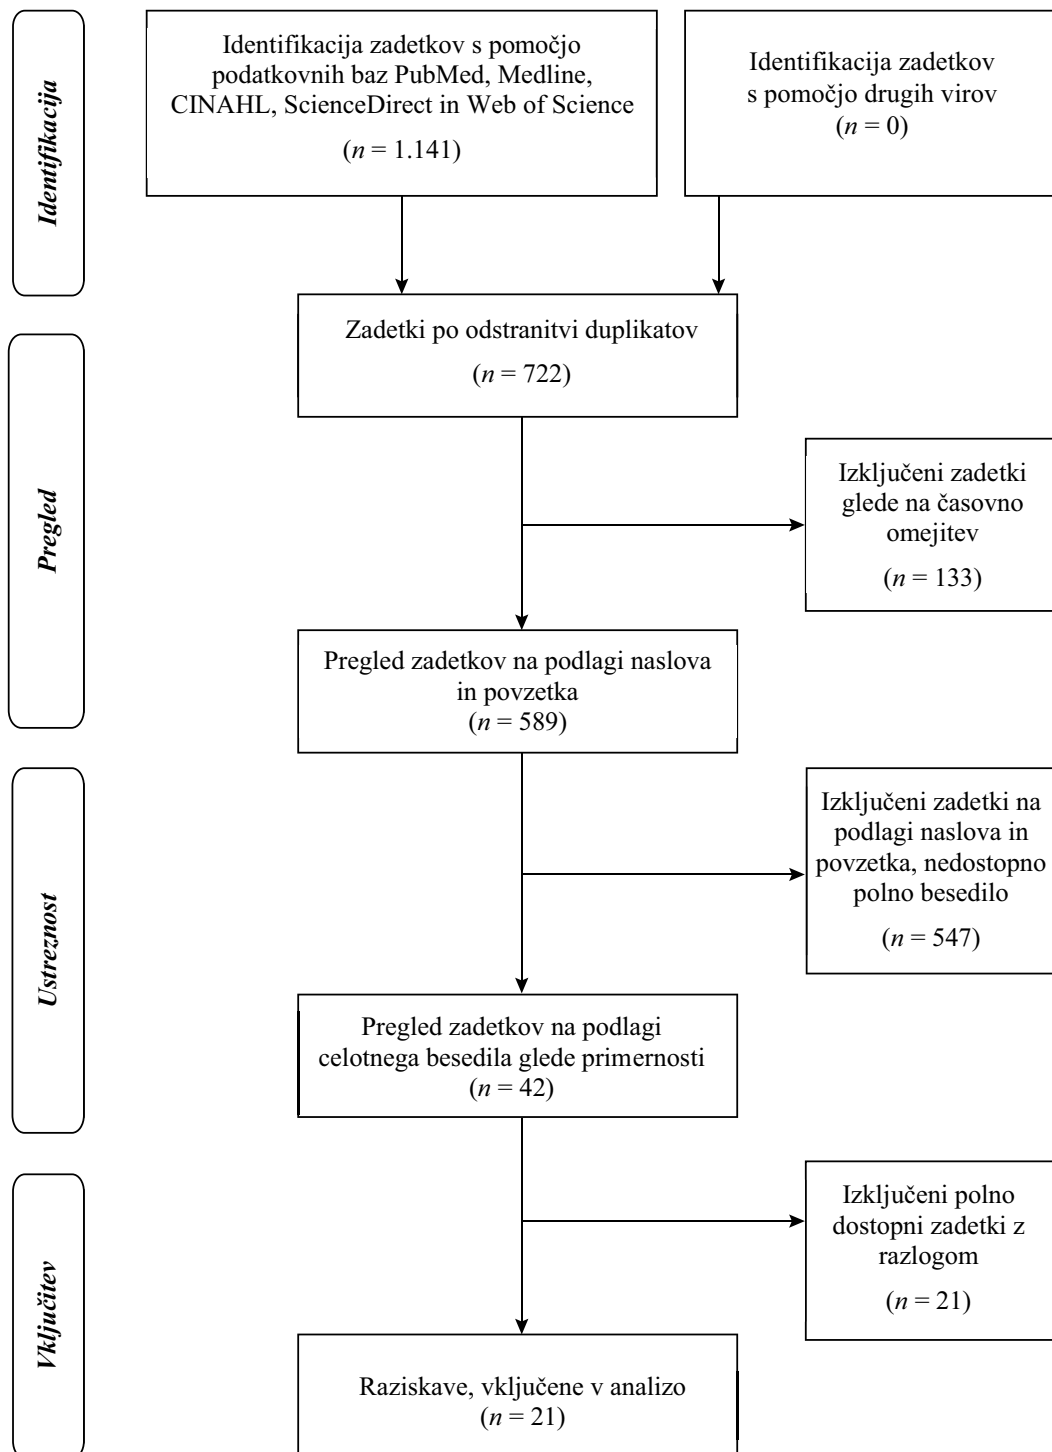 Identifikacija
Identifikacija zadetkov s pomočjo
podatkovnih baz PubMed, Medline,
CINAHL, ScienceDirect in Web of Science
(n = 1.141)
Identifikacija zadetkov
s pomočjo drugih virov
(n = 0)
Zadetki po odstranitvi duplikatov
(n = 722)
Pregled
Izključeni zadetki
glede na časovno
omejitev
(n = 133)
Pregled zadetkov na podlagi naslova
in povzetka
(n = 589)
Ustreznost
Izključeni zadetki na
podlagi naslova in
povzetka, nedostopno
polno besedilo
(n = 547)
Pregled zadetkov na podlagi
celotnega besedila glede primernosti
(n = 42)
Vključitev
Izključeni polno
dostopni zadetki z
razlogom
(n = 21)
Raziskave, vključene v analizo
(n = 21)